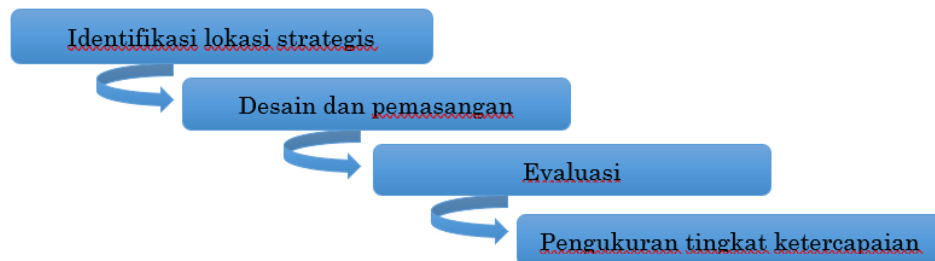 Identifikasi lokasi strategis
Desain dan pemasangan
Evaluasi
Pengukuran tingkat ketercapaian